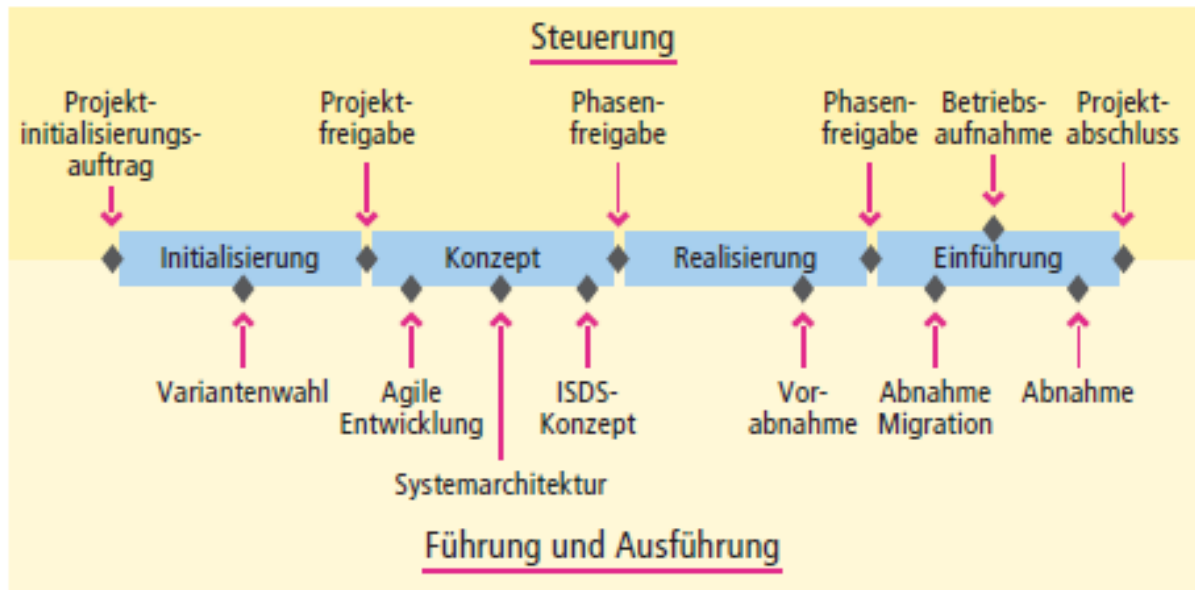 Steuerung
Projekt-
initialisierungs-
auftrag
Projekt-
freigabe
Phasen-
freigabe
Phasen-
freigabe
Betriebs-
aufnahme
Projekt-
abschluss
Initialisierung
Konzept
Realisierung
Einführung
Variantenwahl
Agile
Entwicklung
Systemarchitektur
ISDS-
Konzept
Vor-
abnahme
Abnahme
Migration
Abnahme
Führung und Ausführung